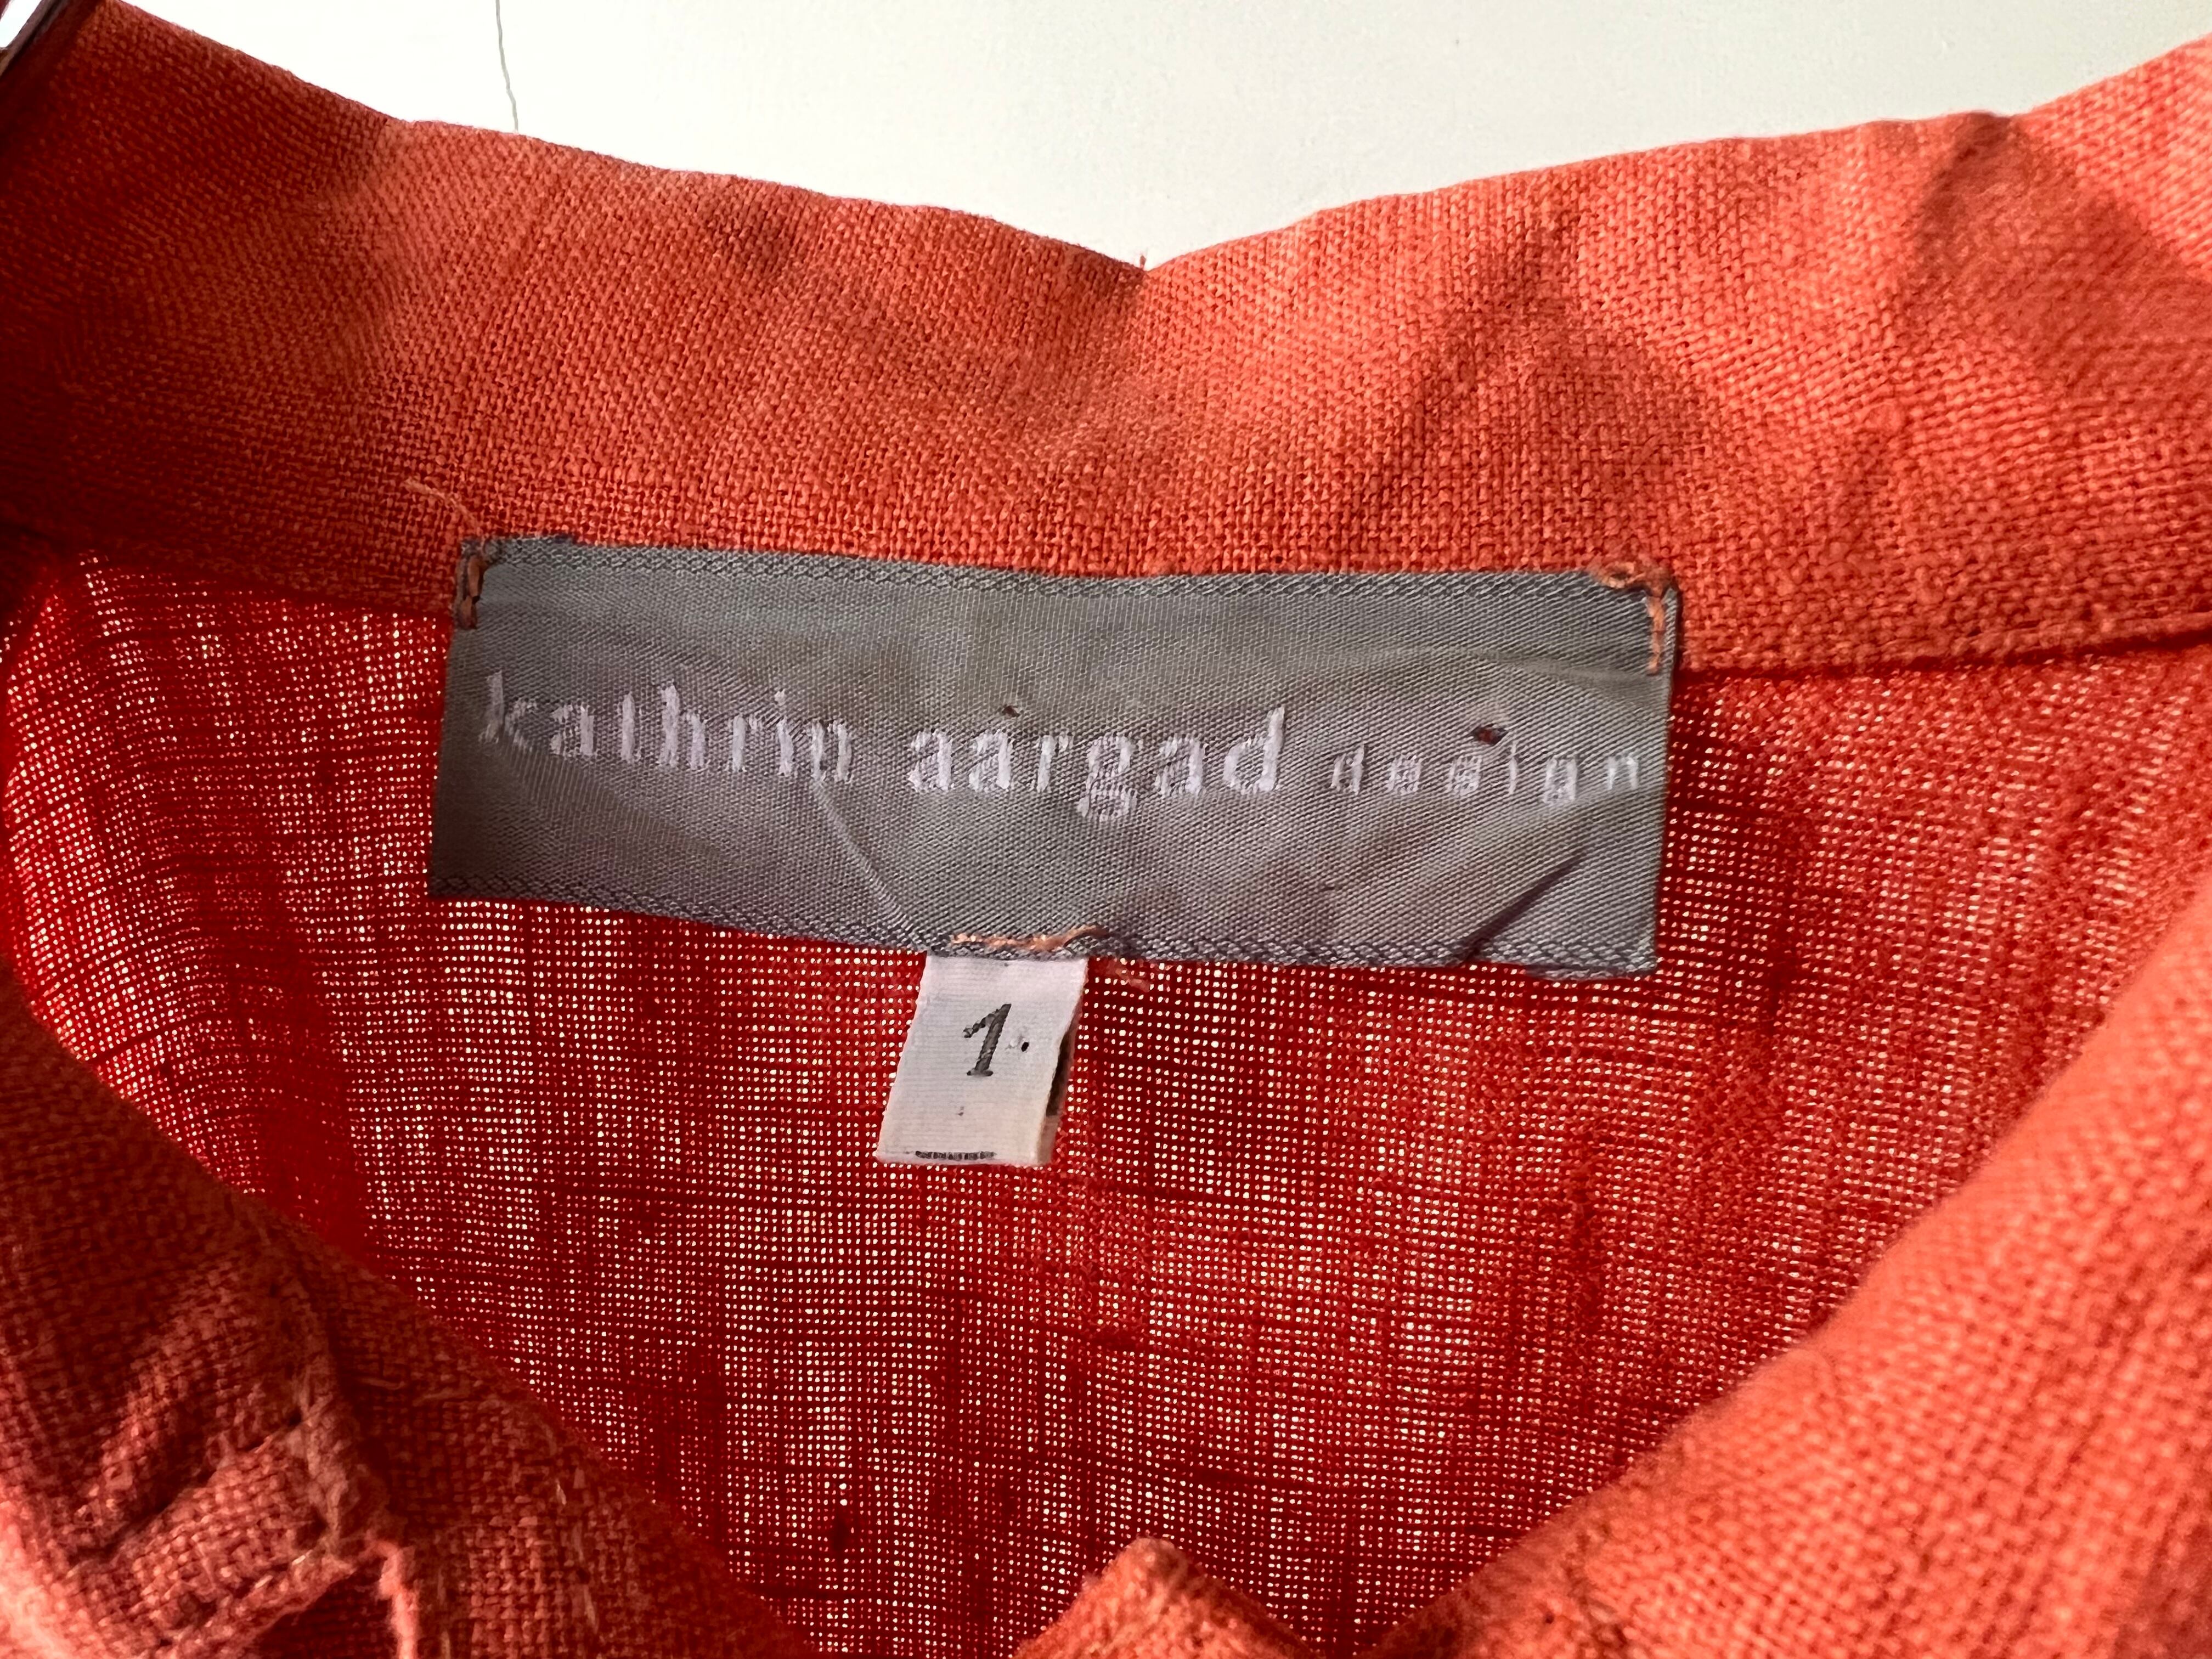 kathrin aargad design
1